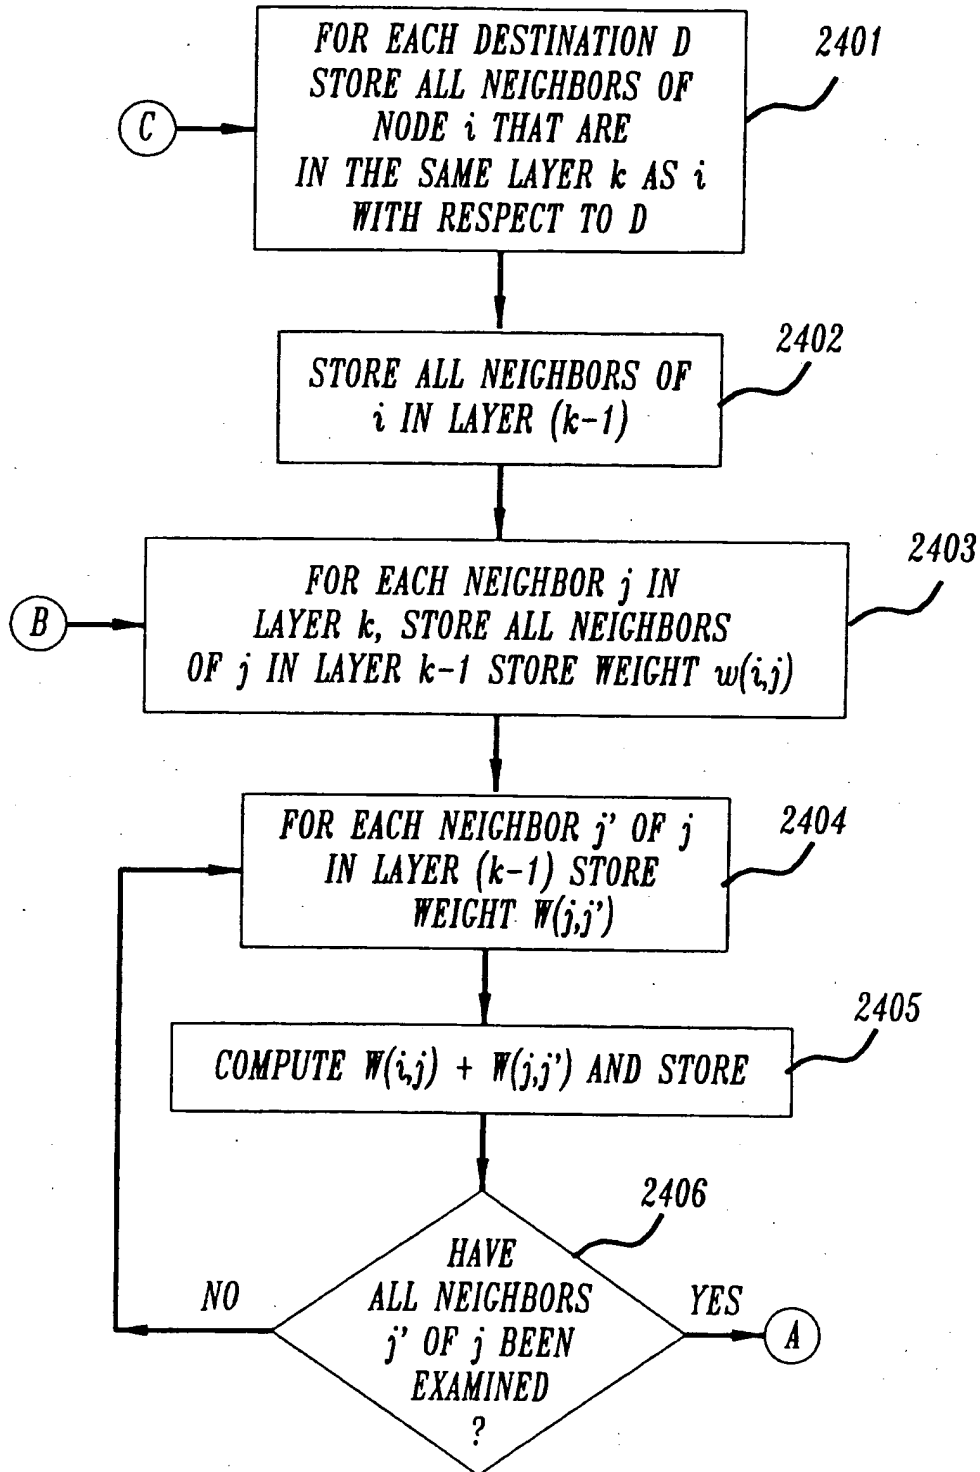 FOR EACH DESTINATION D
STORE ALL NEIGHBORS OF
NODE i THAT ARE
IN THE SAME LAYER k AS i
WITH RESPECT TO D
2401
C
STORE ALL NEIGHBORS OF
i IN LAYER (k-1)
2402
FOR EACH NEIGHBOR j IN
LAYER k, STORE ALL NEIGHBORS
OF j IN LAYER k-1 STORE WEIGHT w(i,j)
2403
B
FOR EACH NEIGHBOR j' OF j
IN LAYER (k-1) STORE
WEIGHT W(j,j')
2404
COMPUTE W(i,j) + W(j,j') AND STORE
2405
HAVE
ALL NEIGHBORS
j' OF j BEEN
EXAMINED
?
2406
NO
YES
A